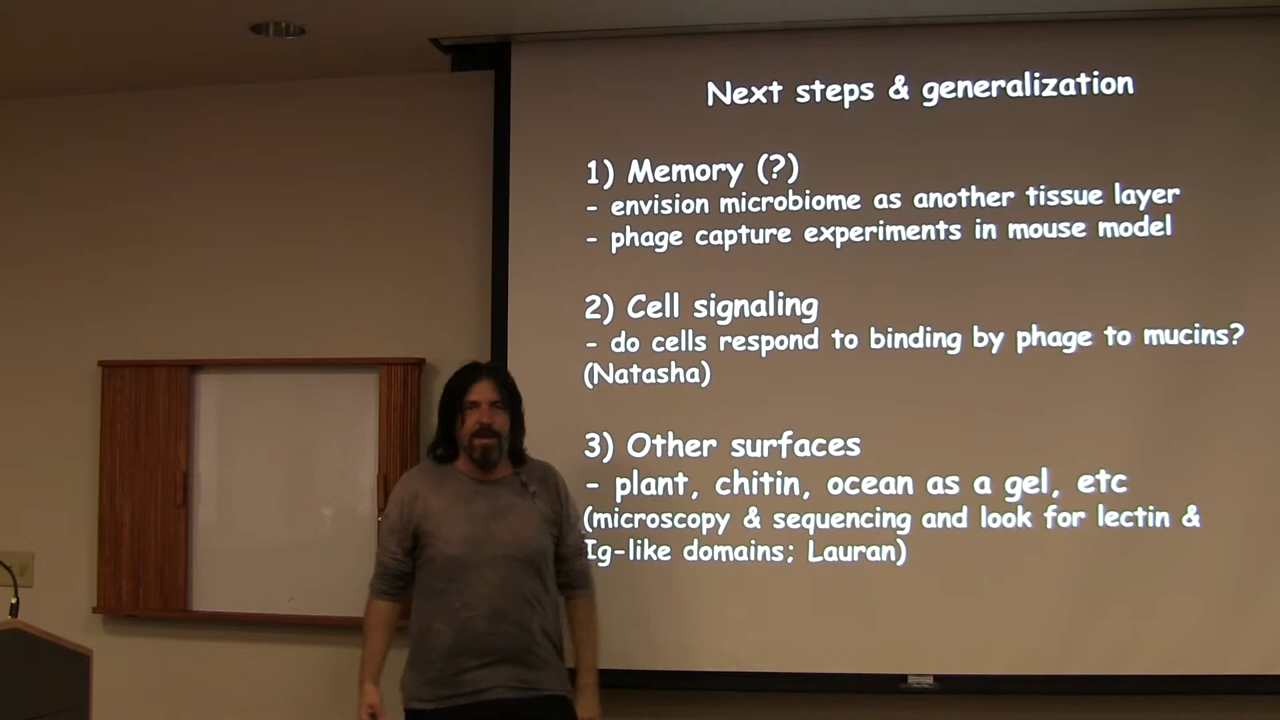 Next steps & generalization
1) Memory (?)
- envision microbiome as another tissue layer
- phage capture experiments in mouse model
2) Cell signaling
- do cells respond to binding by phage to mucins?
(Natasha)
3) Other surfaces
- plant, chitin, ocean as a gel, etc
(microscopy & sequencing and look for lectin &
Ig-like domains; Lauran)